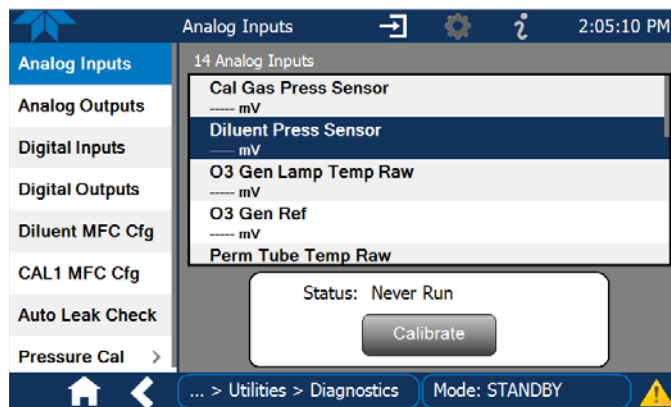 Analog Inputs
2:05:10 PM
Analog Inputs
Analog Outputs
Digital Inputs
Digital Outputs
Diluent MFC Cfg
CAL1 MFC Cfg
Auto Leak Check
Pressure Cal >
14 Analog Inputs
Cal Gas Press Sensor
----- mV
Diluent Press Sensor
----- mV
O3 Gen Lamp Temp Raw
----- mV
O3 Gen Ref
----- mV
Perm Tube Temp Raw
Status: Never Run
Calibrate
... > Utilities > Diagnostics
Mode: STANDBY